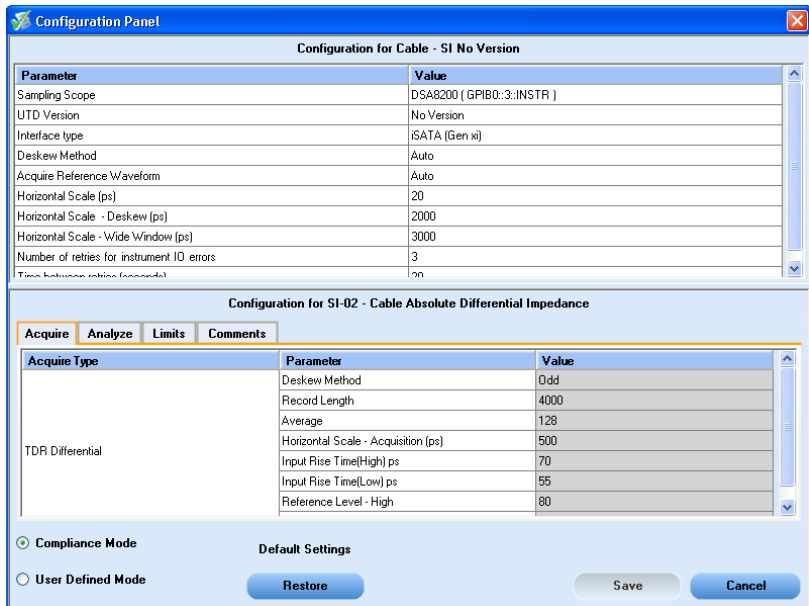 Configuration Panel
Configuration for Cable - SI No Version
Parameter Value
Sampling Scope DSA8200 ( GPIB0::3::INSTR )
UTD Version No Version
Interface type iSATA (Gen xi)
Deskew Method Auto
Acquire Reference Waveform Auto
Horizontal Scale (ps) 20
Horizontal Scale - Deskew (ps) 2000
Horizontal Scale - Wide Window (ps) 3000
Number of retries for instrument IO errors 3
Time between retries (seconds) 20
Configuration for SI-02 - Cable Absolute Differential Impedance
Acquire Analyze Limits Comments
Acquire Type Parameter Value
Deskew Method Odd
Record Length 4000
Average 128
Horizontal Scale - Acquisition (ps) 500
TDR Differential
Input Rise Time(High) ps 70
Input Rise Time(Low) ps 55
Reference Level - High 80
Compliance Mode Default Settings
User Defined Mode Restore Save Cancel